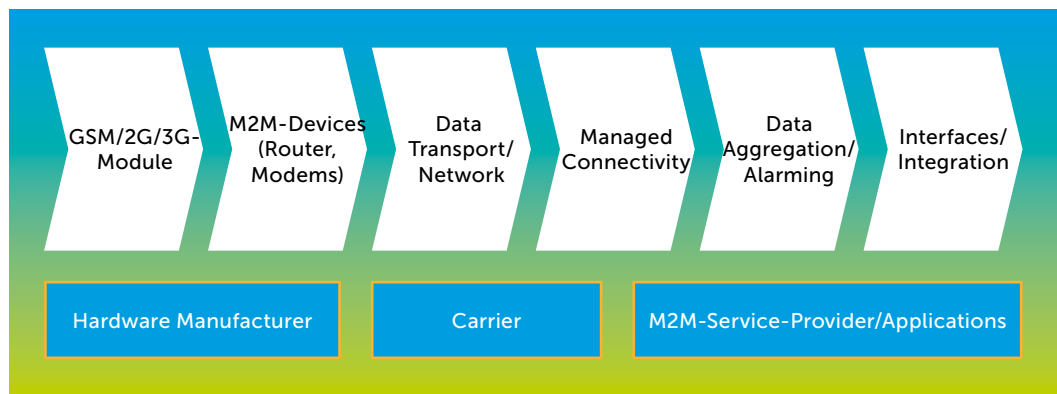 GSM/2G/3G-
Module
M2M-Devices
(Router,
Modems)
Data
Transport/
Network
Managed
Connectivity
Data
Aggregation/
Alarming
Interfaces/
Integration
Hardware Manufacturer
Carrier
M2M-Service-Provider/Applications